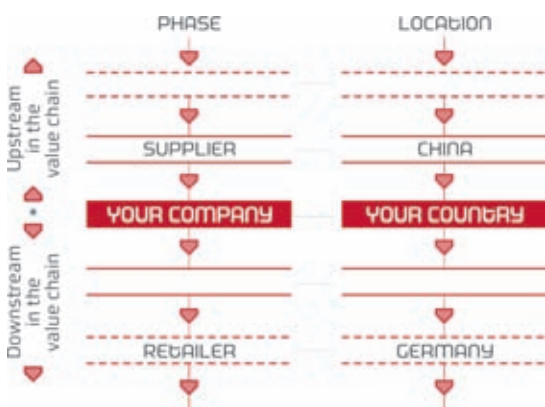 PHASE
LOCATION
Upstream
in the
value chain
SUPPLIER
CHINA
YOUR COMPANY
YOUR COUNTRY
Downstream
in the
value chain
RETAILER
GERMANY